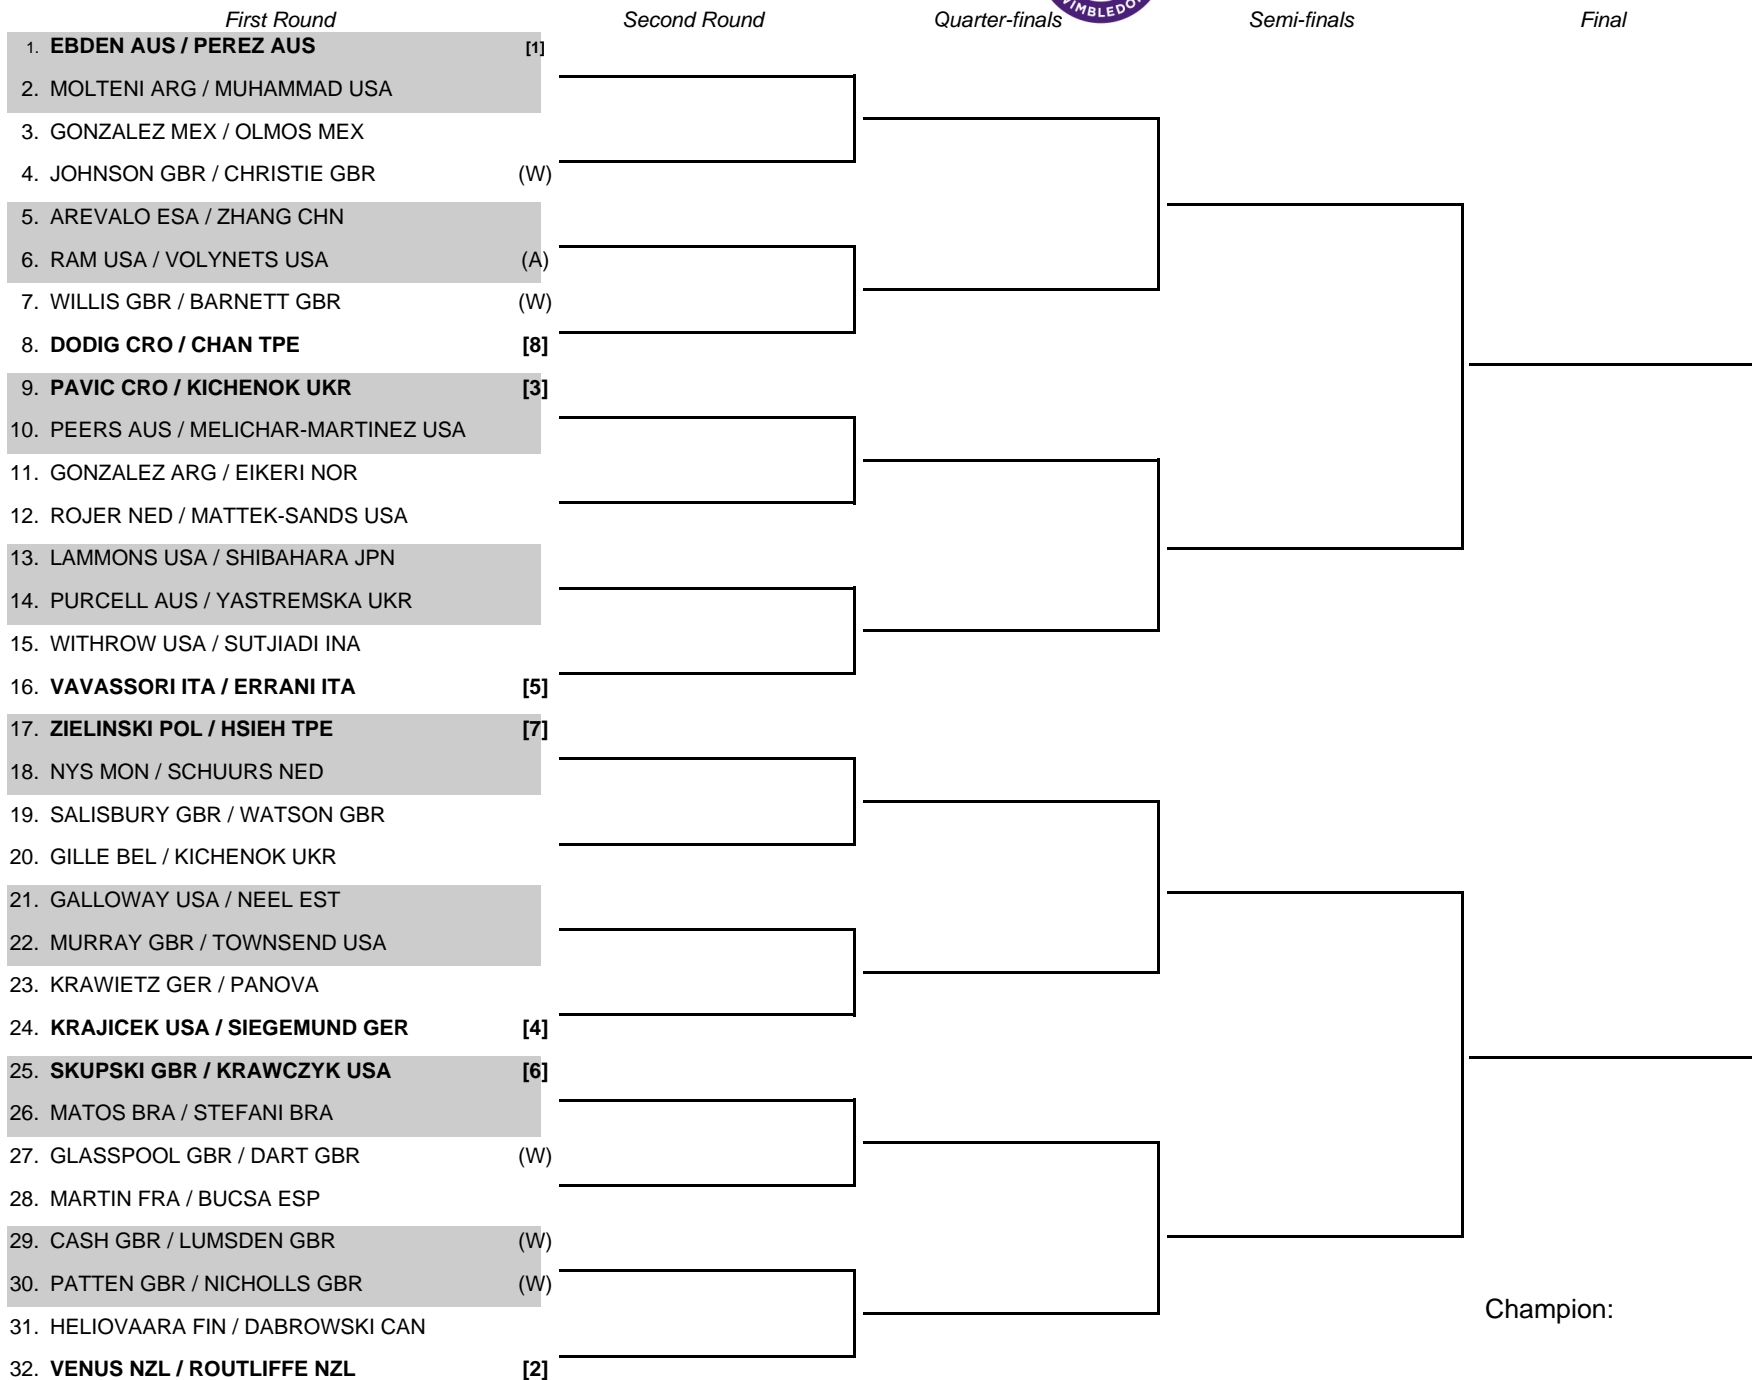 WIMBLEDON
First Round Second Round Quarter-finals Semi-finals Final
1. EBDEN AUS / PEREZ AUS [1]
2. MOLTENI ARG / MUHAMMAD USA
3. GONZALEZ MEX / OLMOS MEX
4. JOHNSON GBR / CHRISTIE GBR (W)
5. AREVALO ESA / ZHANG CHN
6. RAM USA / VOLYNETS USA (A)
7. WILLIS GBR / BARNETT GBR (W)
8. DODIG CRO / CHAN TPE [8]
9. PAVIC CRO / KICHENOK UKR [3]
10. PEERS AUS / MELICHAR-MARTINEZ USA
11. GONZALEZ ARG / EIKERI NOR
12. ROJER NED / MATTEK-SANDS USA
13. LAMMONS USA / SHIBAHARA JPN
14. PURCELL AUS / YASTREMSKA UKR
15. WITHROW USA / SUTJIADI INA
16. VAVASSORI ITA / ERRANI ITA [5]
17. ZIELINSKI POL / HSIEH TPE [7]
18. NYS MON / SCHUURS NED
19. SALISBURY GBR / WATSON GBR
20. GILLE BEL / KICHENOK UKR
21. GALLOWAY USA / NEEL EST
22. MURRAY GBR / TOWNSEND USA
23. KRAWIETZ GER / PANOVA
24. KRAJICEK USA / SIEGEMUND GER [4]
25. SKUPSKI GBR / KRAWCZYK USA [6]
26. MATOS BRA / STEFANI BRA
27. GLASSPOOL GBR / DART GBR (W)
28. MARTIN FRA / BUCSA ESP
29. CASH GBR / LUMSDEN GBR (W)
30. PATTEN GBR / NICHOLLS GBR (W)
Champion:
31. HELIOVAARA FIN / DABROWSKI CAN
32. VENUS NZL / ROUTLIFFE NZL [2]